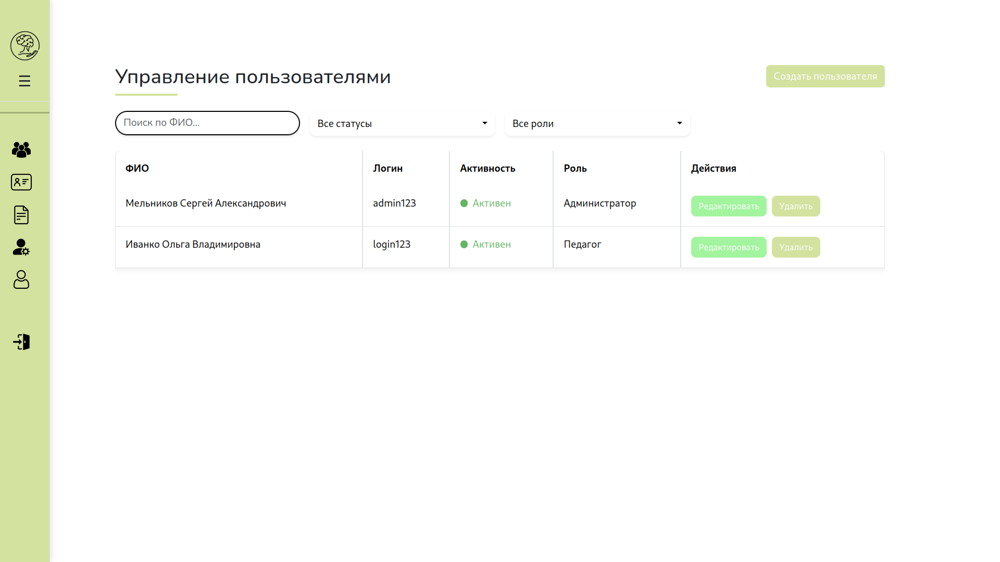 Управление пользователями
Создать пользователя
Поиск по ФИО...
Все статусы
Все роли
ФИО Логин Активность Роль Действия
Мельников Сергей Александрович admin123 Активен Администратор Редактировать Удалить
Иванко Ольга Владимировна login123 Активен Педагог Редактировать Удалить